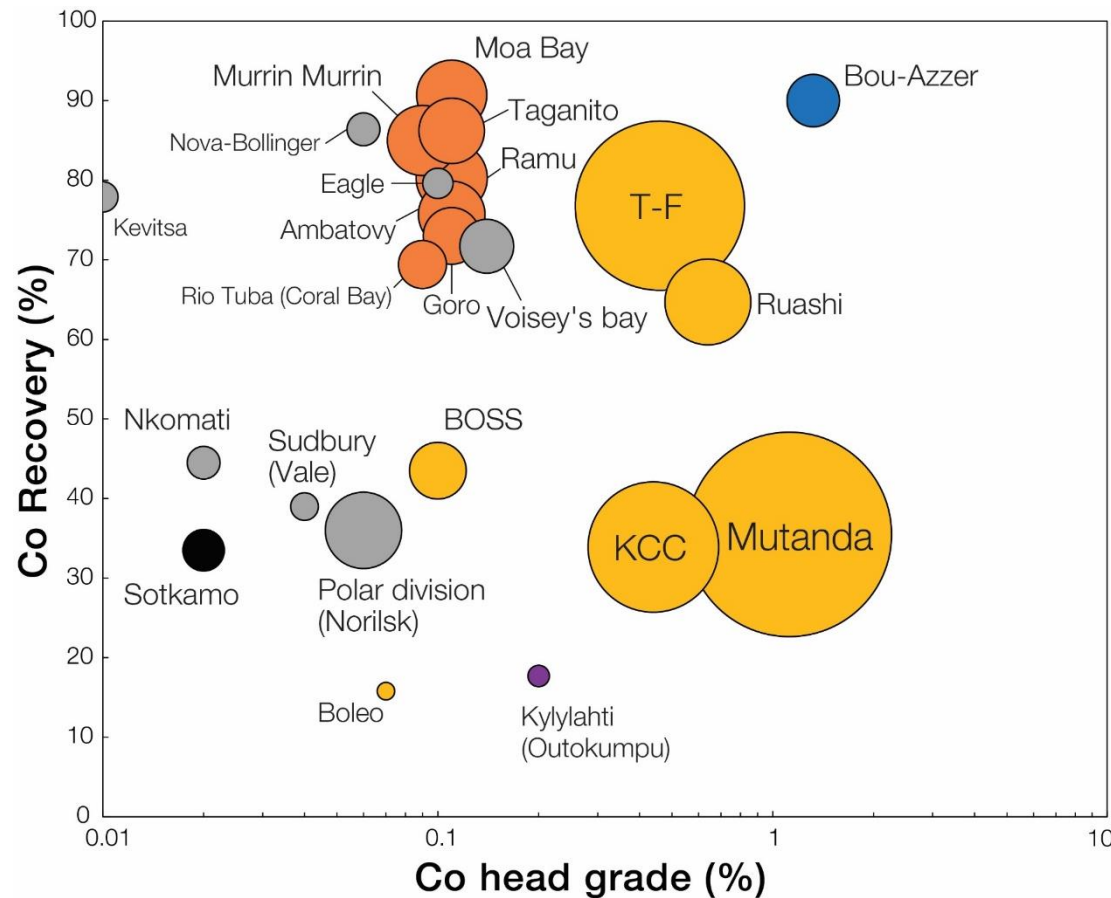 100
90
80
70
60
50
40
30
20
10
0
Co Recovery (%)
Moa Bay
Murrin Murrin
Bou-Azzer
Taganito
Nova-Bollinger
Ramu
Eagle
T-F
Kevitsa
Ambatovy
Rio Tuba (Coral Bay)
Goro
Voisey's bay
Ruashi
Nkomati
Sudbury
(Vale)
BOSS
KCC
Mutanda
Sotkamo
Polar division
(Norilsk)
Boleo
Kylylahti
(Outokumpu)
0.01
0.1
1
10
Co head grade (%)